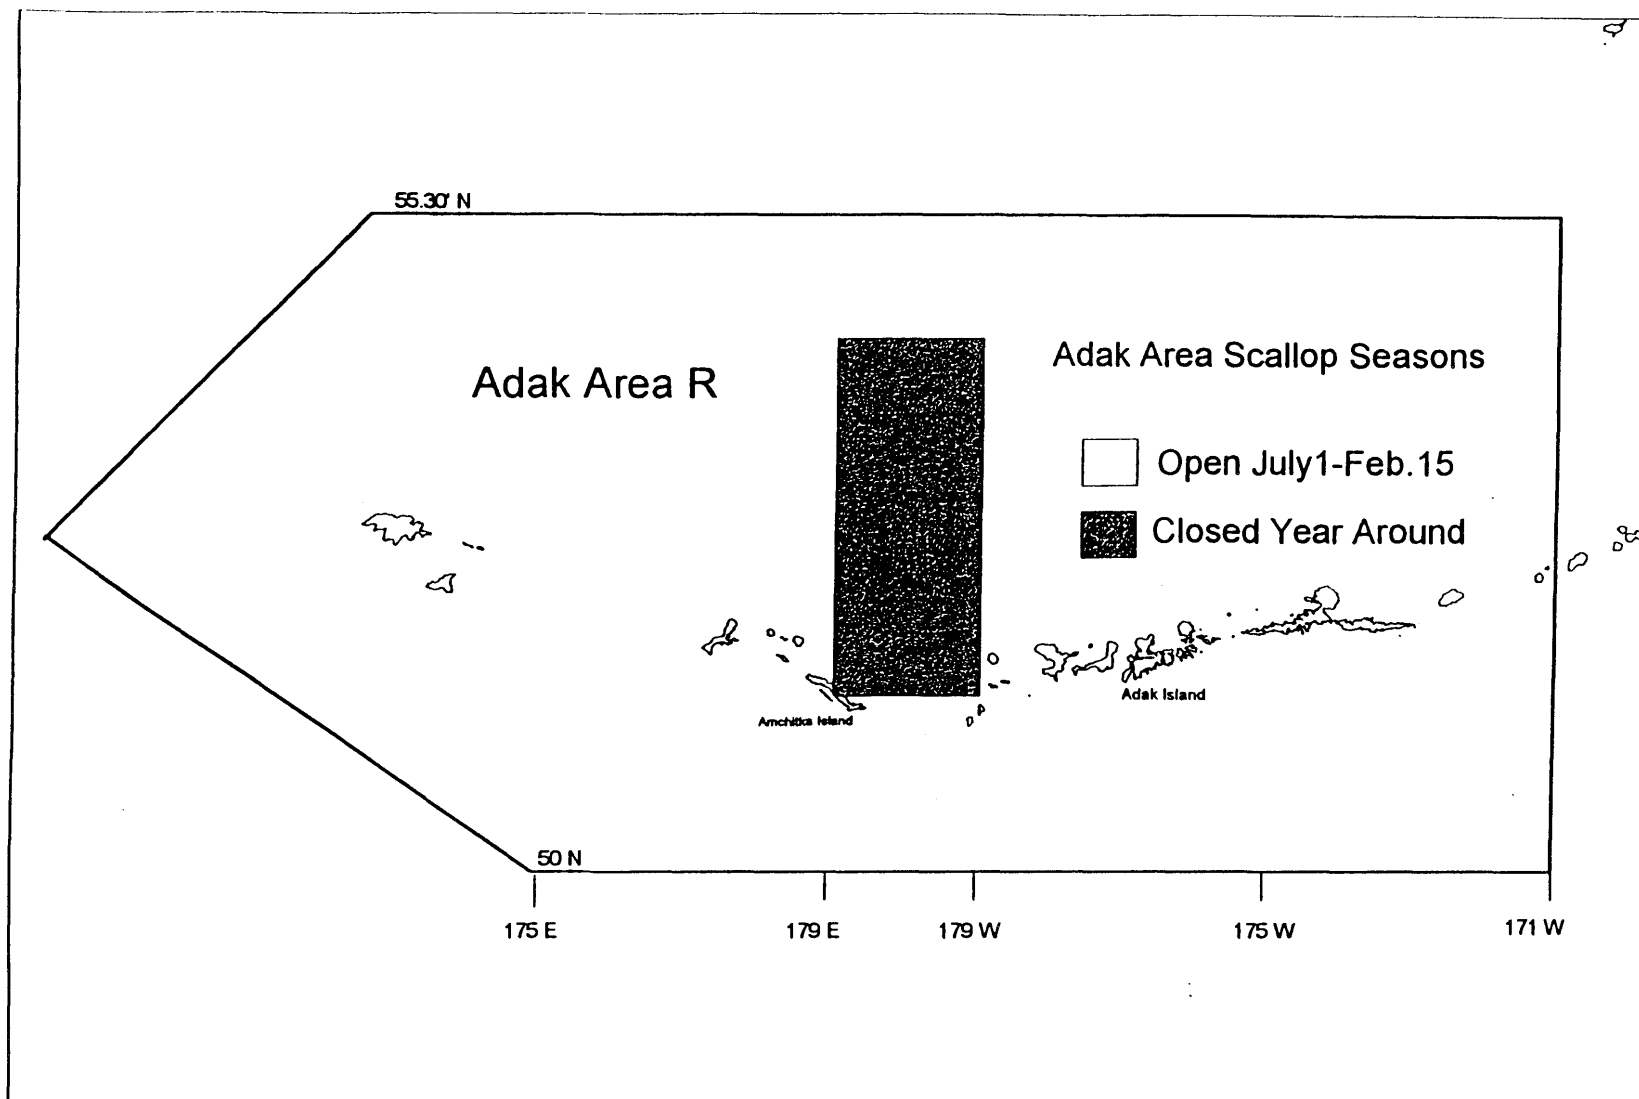 55.30' N
Adak Area R
Adak Area Scallop Seasons
Open July1-Feb.15
Closed Year Around
Adak Island
Amchitka Island
50 N
175 E
179 E
179 W
175 W
171 W